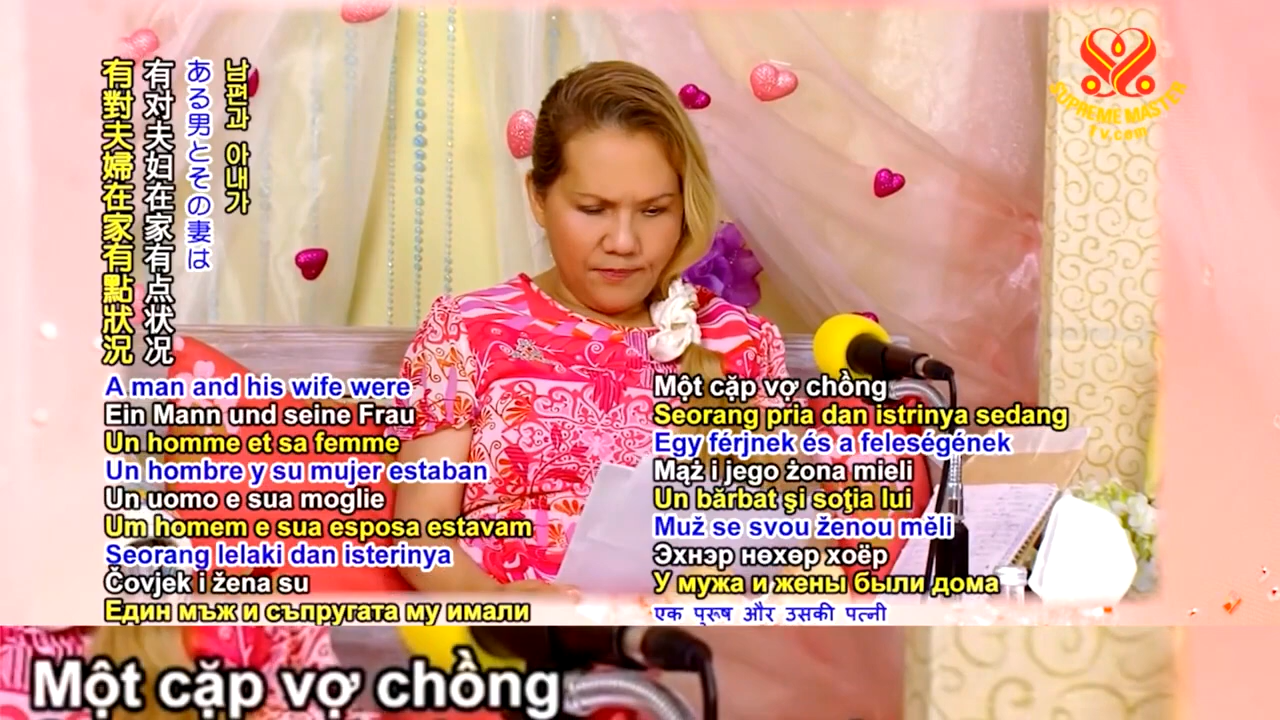 有對夫婦在家有點狀況
有对夫妇在家有点状况
ある男とその妻は
남편과 아내가
SUPREME MASTER
Tv.com
A man and his wife were
Ein Mann und seine Frau
Un homme et sa femme
Un hombre y su mujer estaban
Un uomo e sua moglie
Um homem e sua esposa estavam
Seorang lelaki dan isterinya
Čovjek i žena su
Един мъж и съпругата му имали
Một cặp vợ chồng
Seorang pria dan istrinya sedang
Egy férjnek és a feleségének
Mąż i jego żona mieli
Un bărbat şi soţia lui
Muž se svou ženou měli
Эхнэр нөхөр хоёр
У мужа и жены были дома
एक पुरूष और उसकी पत्नी
Một cặp vợ chồng